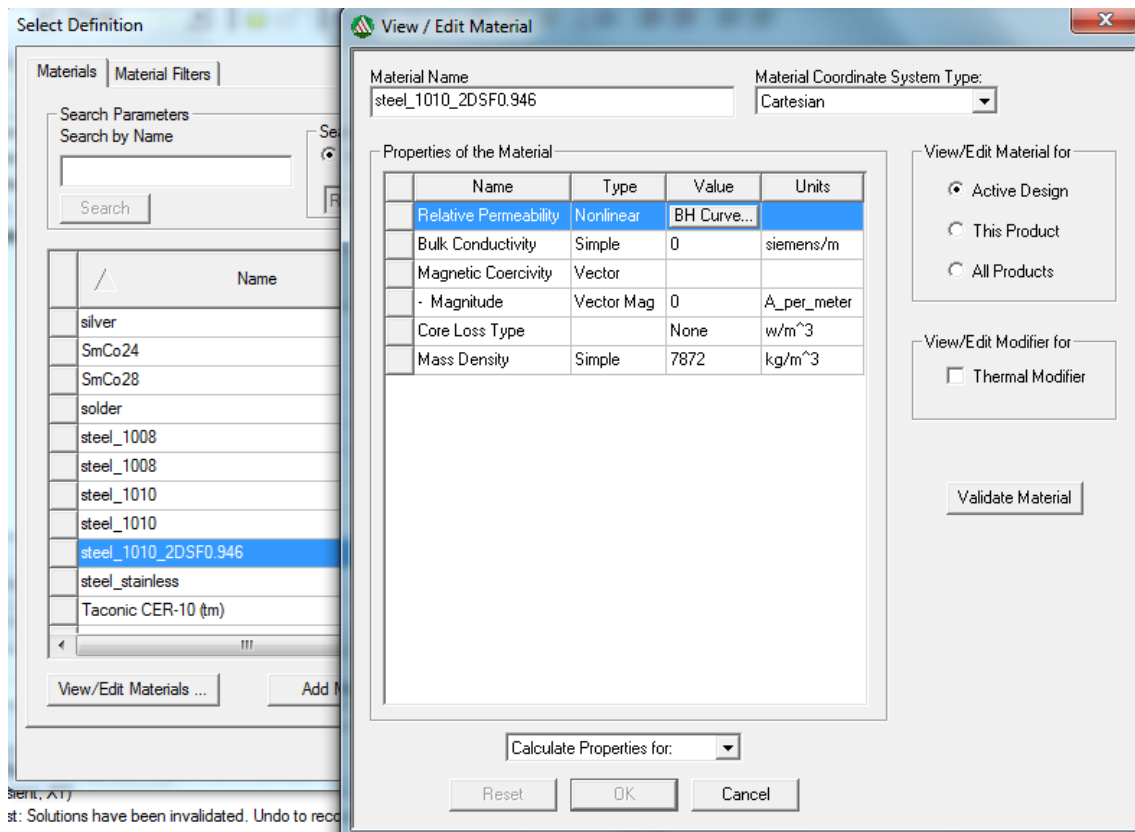 Select Definition
Materials
Material Filters
Search Parameters
Search by Name
Search
Name
silver
SmCo24
SmCo28
solder
steel_1008
steel_1008
steel_1010
steel_1010
steel_1010_2DSF0.946
steel_stainless
Taconic CER-10 (tm)
View/Edit Materials ...
Add
st: Solutions have been invalidated. Undo to reco
View / Edit Material
Material Name
steel_1010_2DSF0.946
Material Coordinate System Type:
Cartesian
Properties of the Material
Name Type Value Units
Relative Permeability Nonlinear BH Curve...
Bulk Conductivity Simple 0 siemens/m
Magnetic Coercivity Vector
- Magnitude Vector Mag 0 A_per_meter
Core Loss Type None w/m^3
Mass Density Simple 7872 kg/m^3
View/Edit Material for
Active Design
This Product
All Products
View/Edit Modifier for
Thermal Modifier
Validate Material
Calculate Properties for:
Reset
OK
Cancel